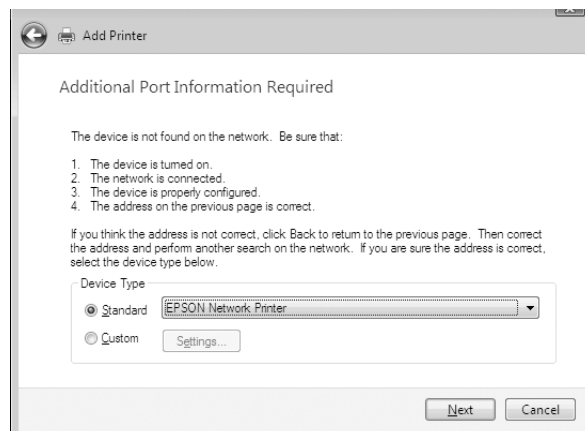 Add Printer
Additional Port Information Required
The device is not found on the network. Be sure that:
1. The device is turned on.
2. The network is connected.
3. The device is properly configured.
4. The address on the previous page is correct.
If you think the address is not correct, click Back to return to the previous page. Then correct
the address and perform another search on the network. If you are sure the address is correct,
select the device type below.
Device Type
Standard
EPSON Network Printer
Custom
Settings...
Next
Cancel